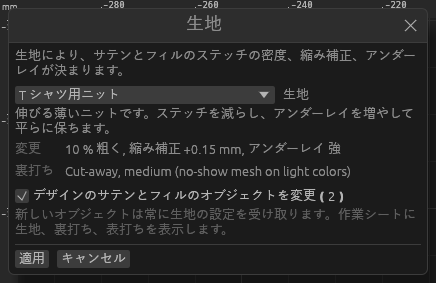 mm
-280
-260
-240
-220
生地
生地により、サテンとフィルのステッチの密度、縮み補正、アンダー
レイが決まります。
Tシャツ用ニット
生地
伸びる薄いニットです。ステッチを減らし、アンダーレイを増やして
平らに保ちます。
変更 10 % 粗く, 縮み補正 +0.15 mm, アンダーレイ 強
裏打ち Cut-away, medium (no-show mesh on light colors)
デザインのサテンとフィルのオブジェクトを変更 ( 2 )
新しいオブジェクトは常に生地の設定を受け取ります。作業シートに
生地、裏打ち、表打ちを表示します。
適用 キャンセル